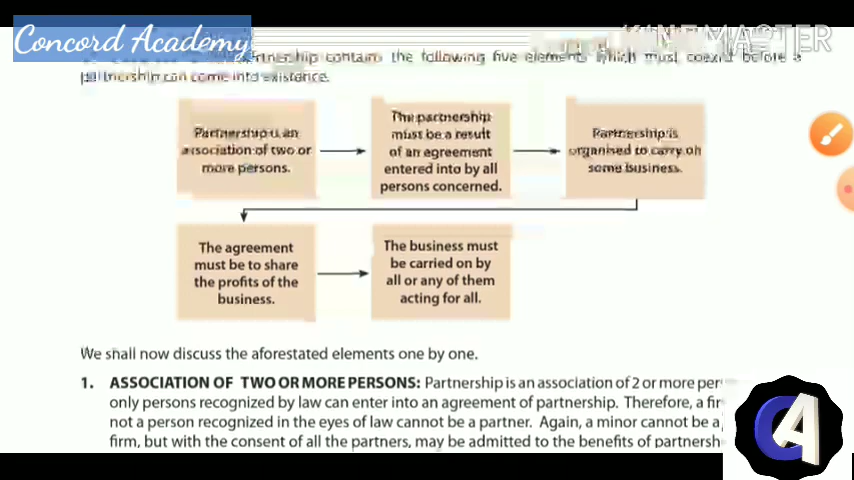 Concord Academy
KINEMASTER
partnership contain the following five elements which must coexist before a
partnership can come into existence.
Partnership is an
association of two or
more persons.
The partnership
must be a result
of an agreement
entered into by all
persons concerned.
Partnership is
organised to carry on
some business.
The agreement
must be to share
the profits of the
business.
The business must
be carried on by
all or any of them
acting for all.
We shall now discuss the aforestated elements one by one.
1. ASSOCIATION OF TWO OR MORE PERSONS: Partnership is an association of 2 or more per
only persons recognized by law can enter into an agreement of partnership. Therefore, a fir
not a person recognized in the eyes of law cannot be a partner. Again, a minor cannot be a
firm, but with the consent of all the partners, may be admitted to the benefits of partnersh
CA